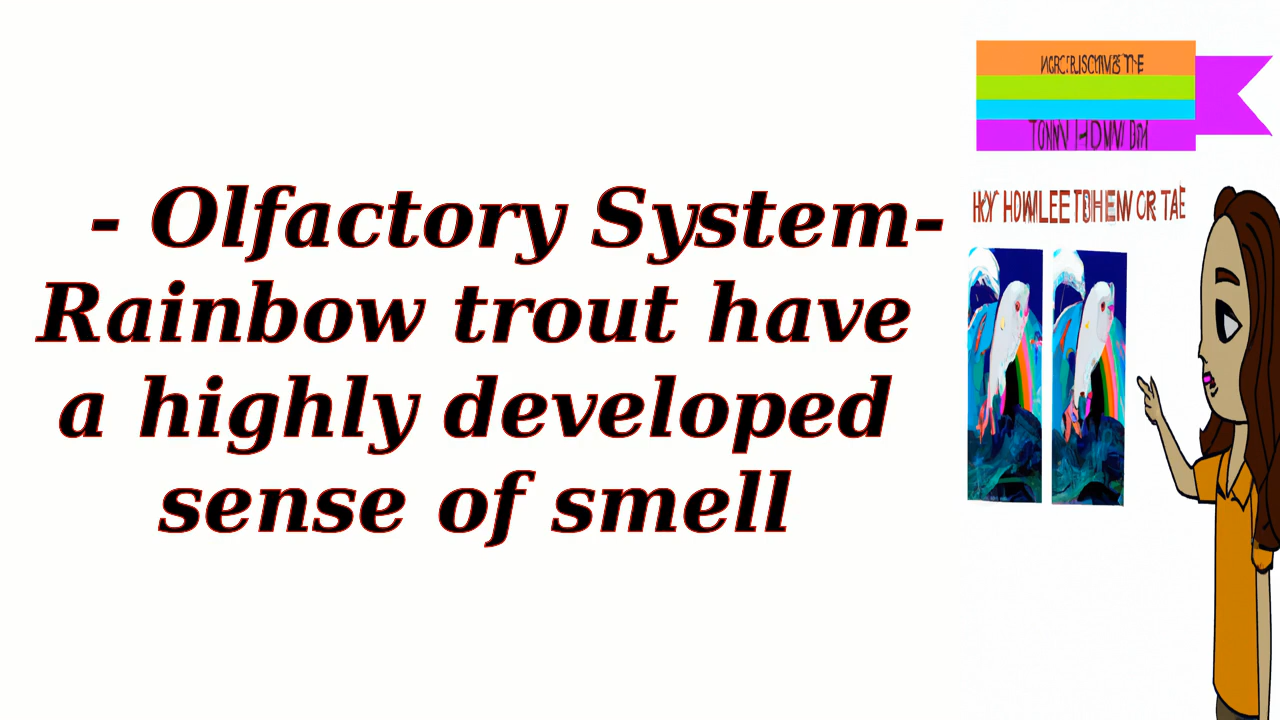 - Olfactory System-
Rainbow trout have
a highly developed
sense of smell